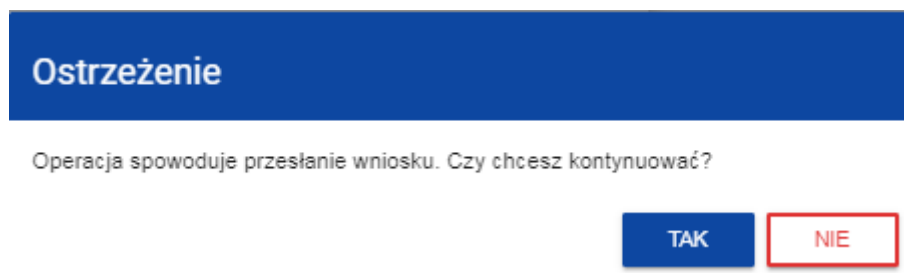 Ostrzeżenie
Operacja spowoduje przesłanie wniosku. Czy chcesz kontynuować?
TAK NIE